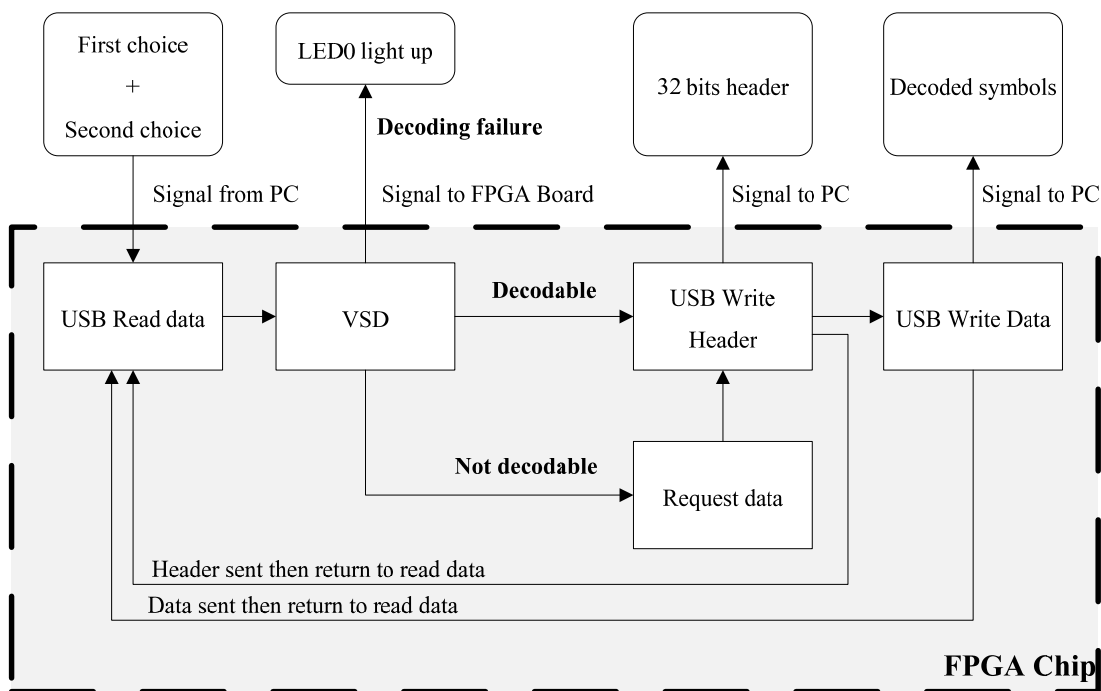 First choice
+
Second choice
LED0 light up
32 bits header
Decoded symbols
Decoding failure
Signal from PC
Signal to FPGA Board
Signal to PC
Signal to PC
USB Read data
VSD
Decodable
USB Write
Header
USB Write Data
Not decodable
Request data
Header sent then return to read data
Data sent then return to read data
FPGA Chip